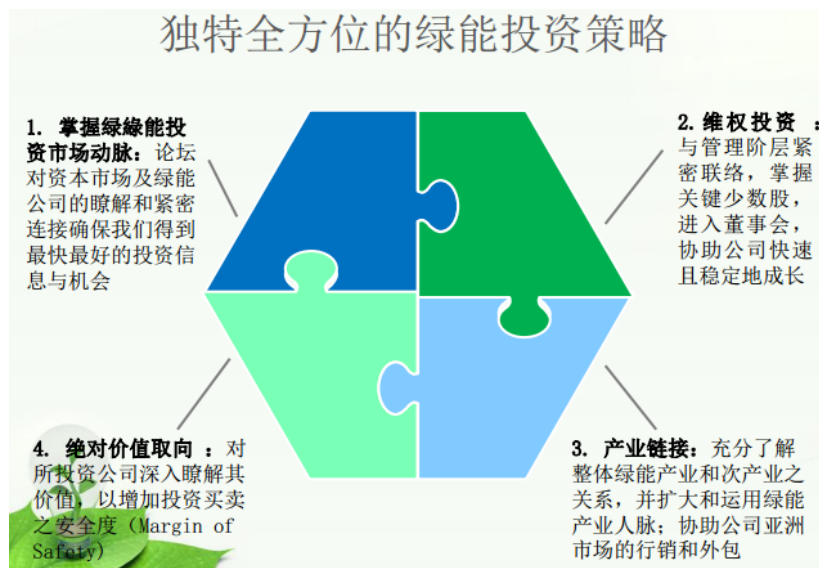 独特全方位的绿能投资策略
1. 掌握绿綠能投
资市场动脉：论坛
对资本市场及绿能
公司的瞭解和紧密
连接确保我们得到
最快最好的投资信
息与机会
2.维权投资 ：
与管理阶层紧
密联络，掌握
关键少数股，
进入董事会，
协助公司快速
且稳定地成长
3. 产业链接：充分了解
整体绿能产业和次产业之
关系，并扩大和运用绿能
产业人脉；协助公司亚洲
市场的行销和外包
4. 绝对价值取向 ：对
所投资公司深入瞭解其
价值，以增加投资买卖
之安全度（Margin of
Safety）